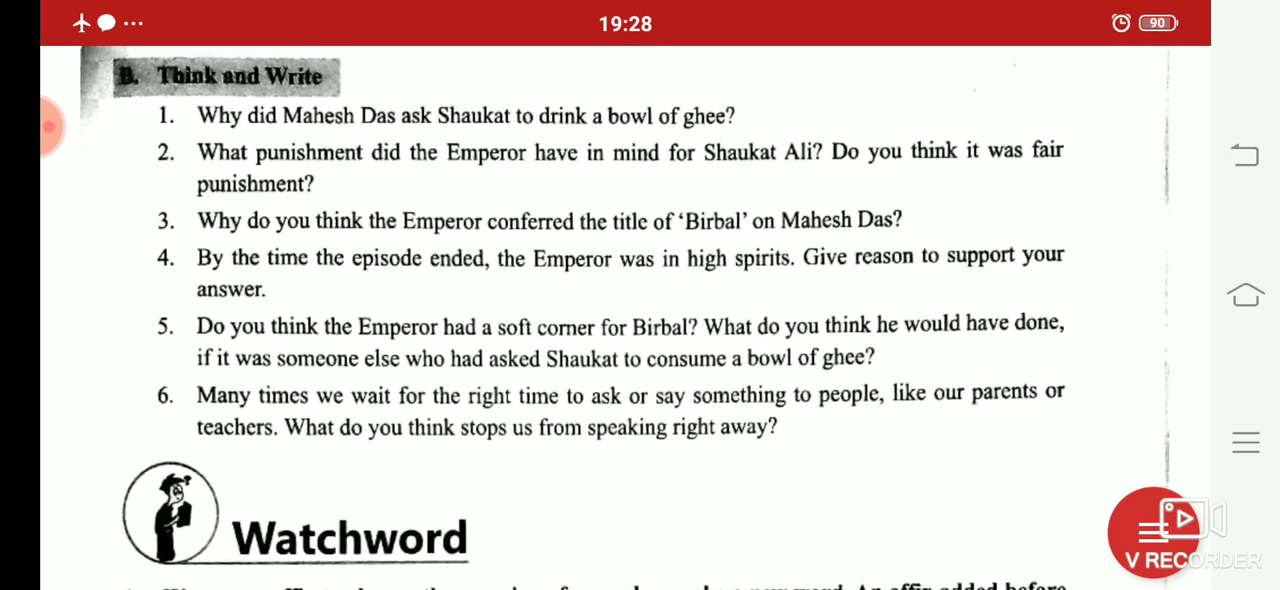 19:28
90
B. Think and Write
1. Why did Mahesh Das ask Shaukat to drink a bowl of ghee?
2. What punishment did the Emperor have in mind for Shaukat Ali? Do you think it was fair
punishment?
3. Why do you think the Emperor conferred the title of ‘Birbal’ on Mahesh Das?
4. By the time the episode ended, the Emperor was in high spirits. Give reason to support your
answer.
5. Do you think the Emperor had a soft corner for Birbal? What do you think he would have done,
if it was someone else who had asked Shaukat to consume a bowl of ghee?
6. Many times we wait for the right time to ask or say something to people, like our parents or
teachers. What do you think stops us from speaking right away?
Watchword
V RECORDER
An affix added before